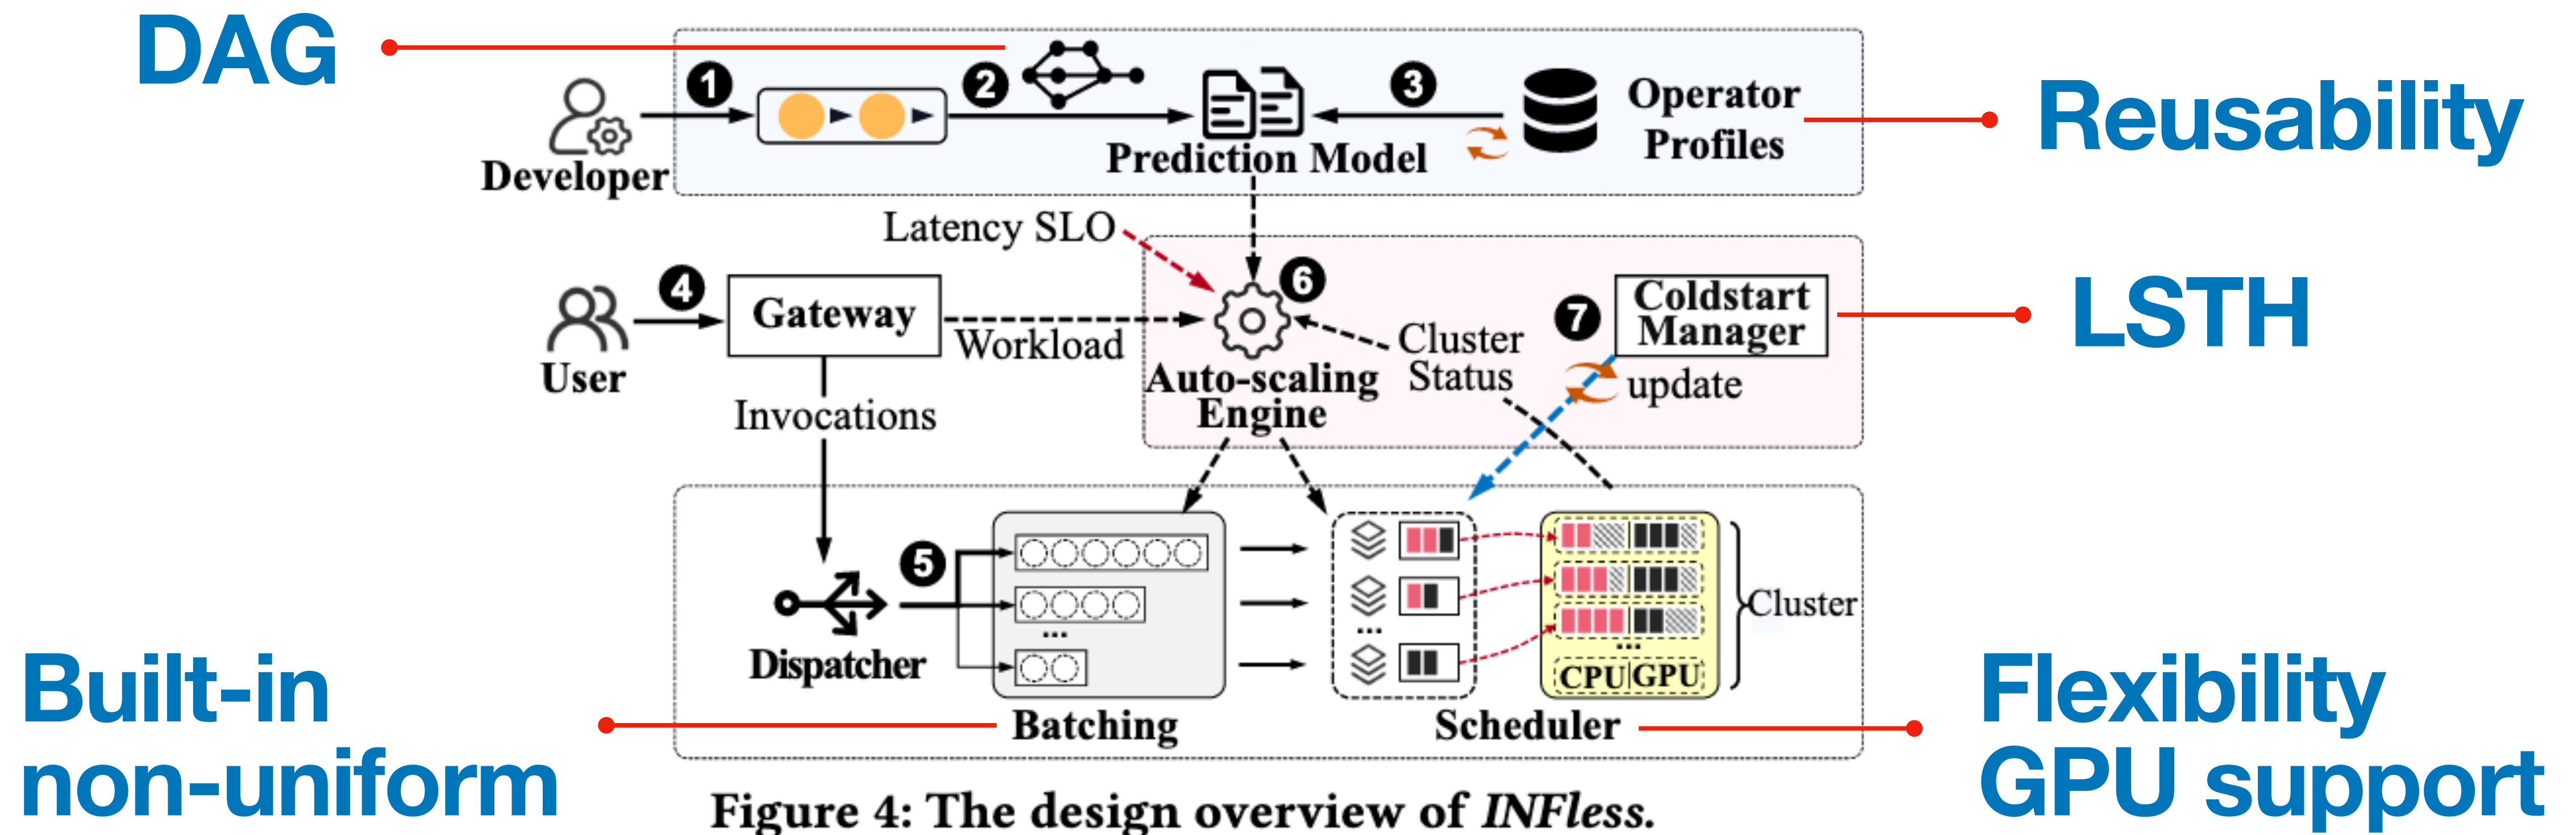 DAG
1
2
3
Developer
Prediction Model
Operator
Profiles
Reusability
Latency SLO
4
User
Gateway
Workload
6
Auto-scaling
Engine
Cluster
Status
7
Coldstart
Manager
update
LSTH
Invocations
5
Dispatcher
...
Batching
...
Scheduler
...
CPU|GPU
Cluster
Built-in
non-uniform
Flexibility
GPU support
Figure 4: The design overview of INFless.